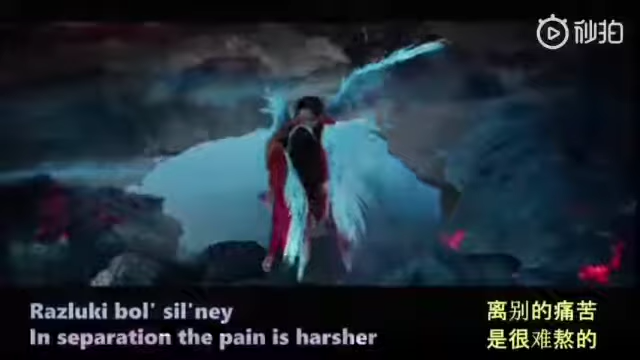 秒拍
Razluki bol' sil'ney
In separation the pain is harsher
离别的痛苦
是很难熬的